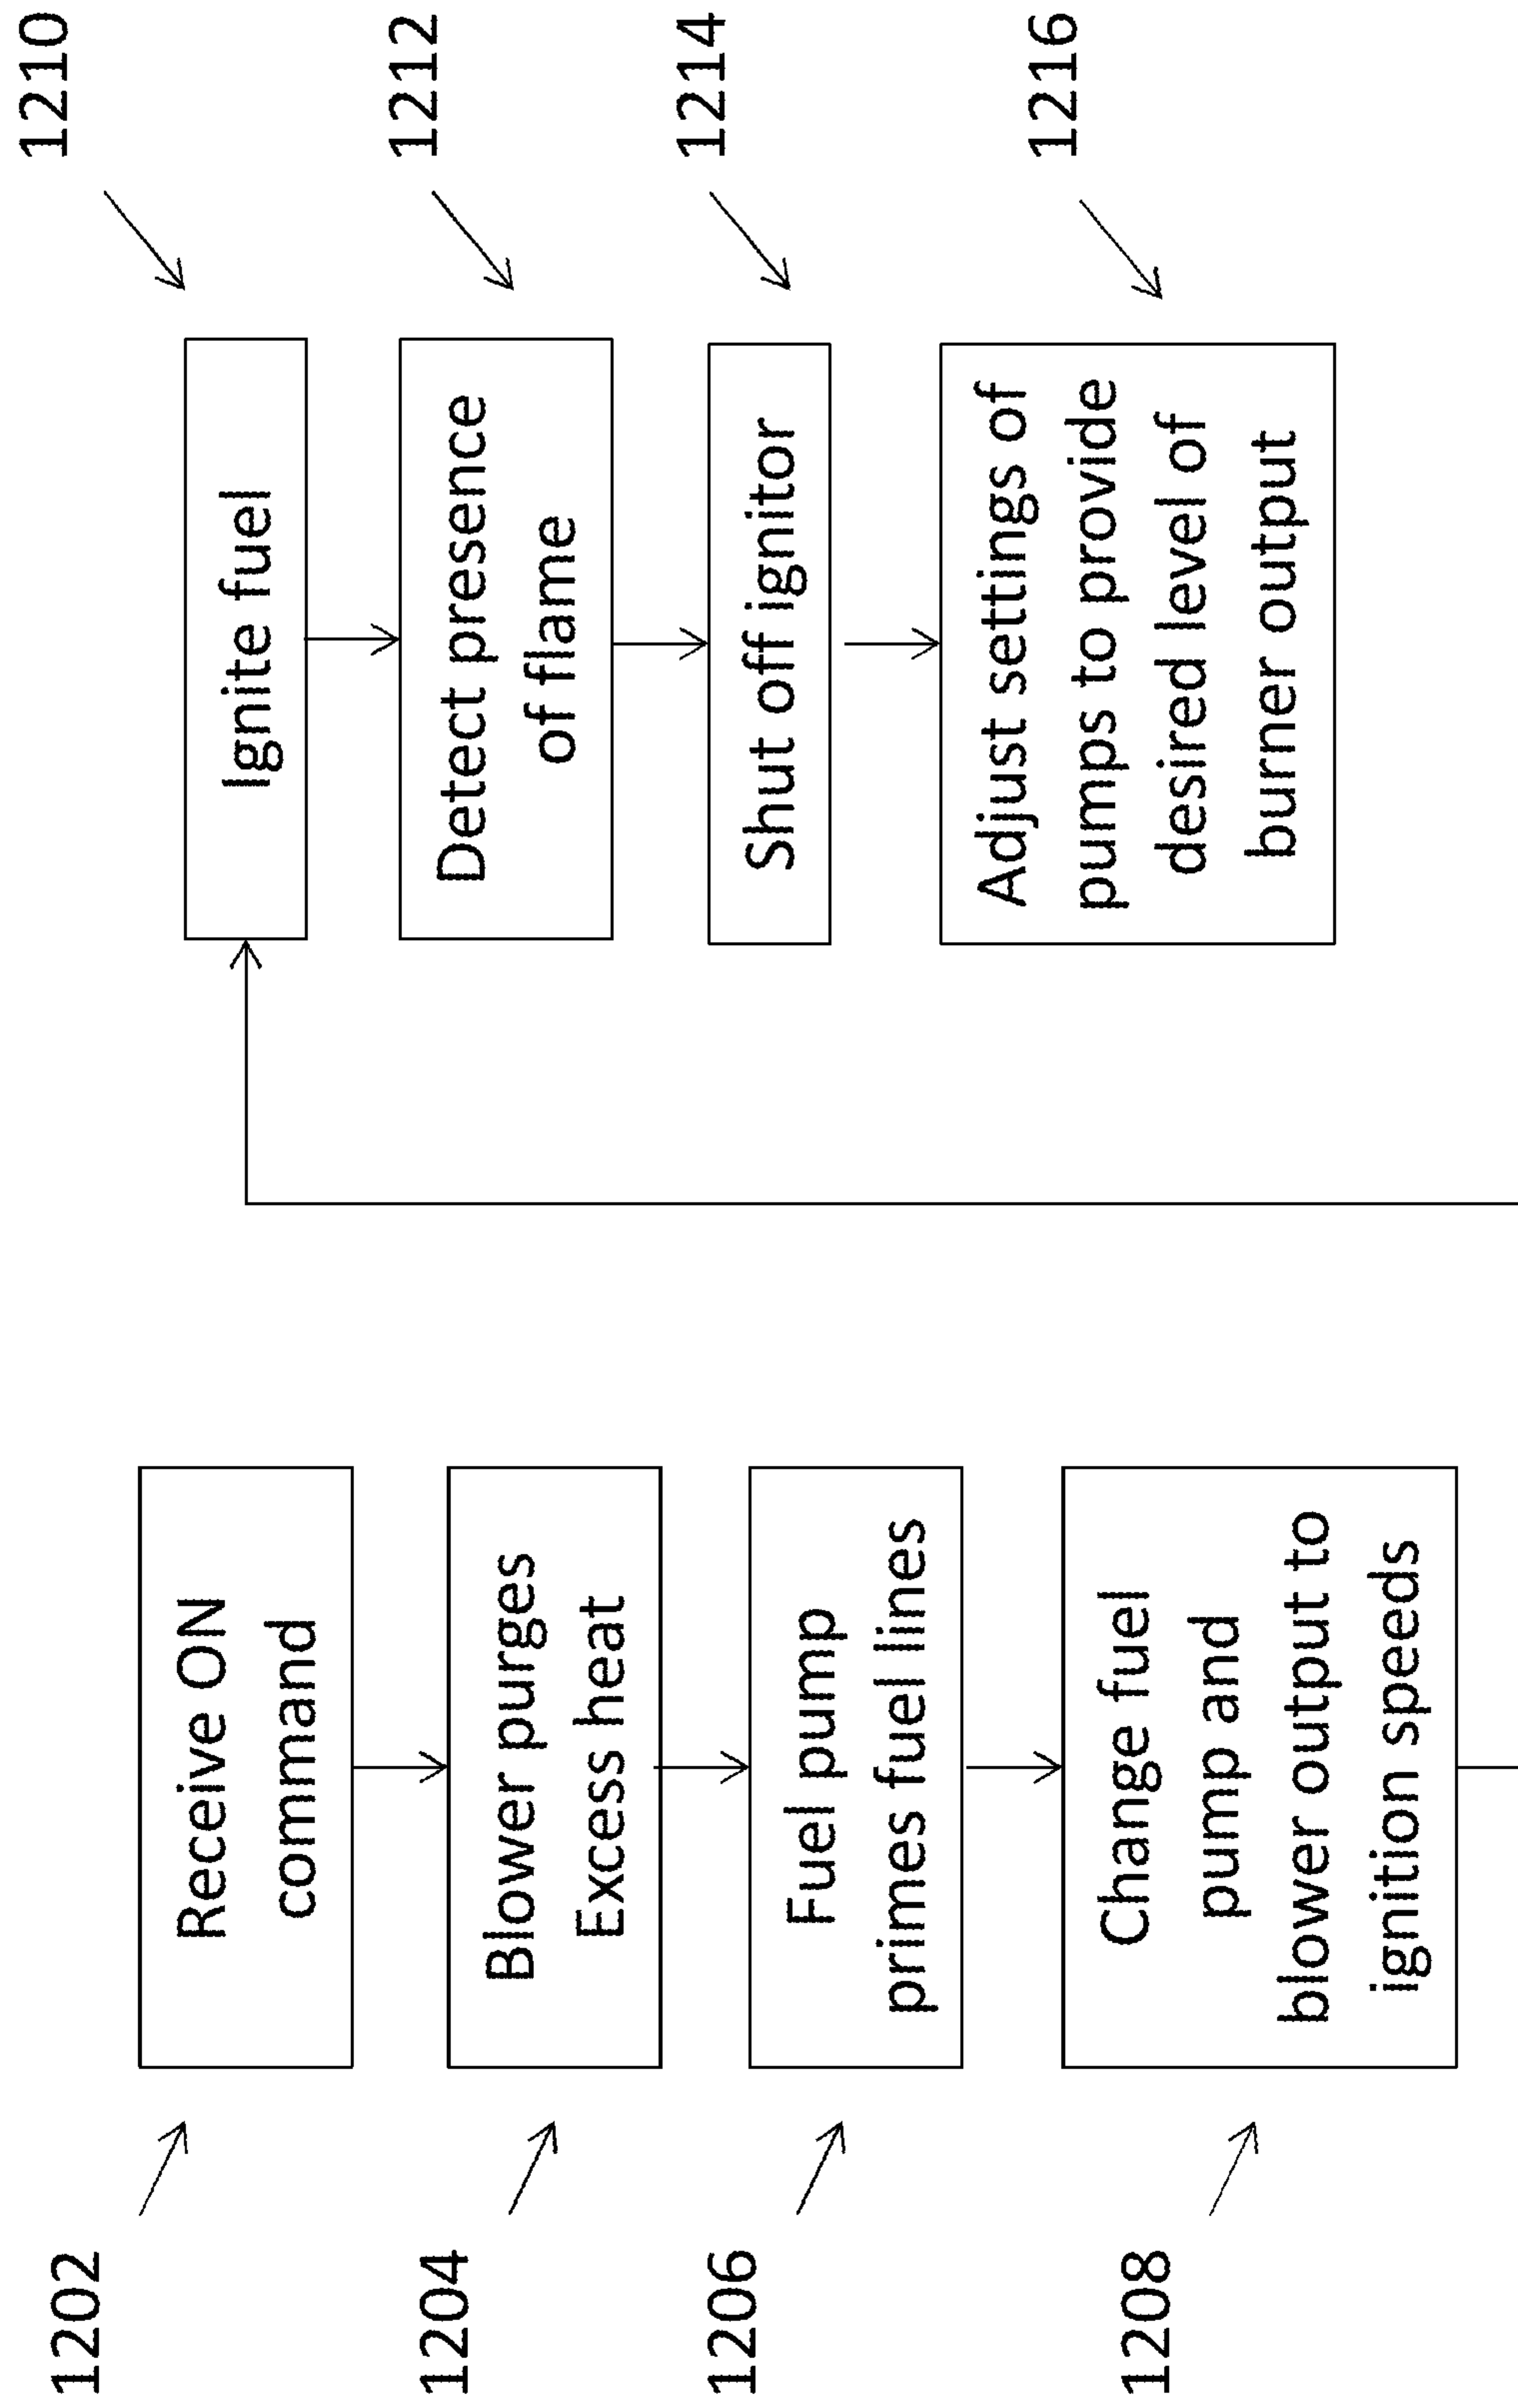 1202
Receive ON
command
1204
Blower purges
Excess heat
1206
Fuel pump
primes fuel lines
1208
Change fuel
pump and
blower output to
ignition speeds
1210
Ignite fuel
1212
Detect presence
of flame
1214
Shut off ignitor
1216
Adjust settings of
pumps to provide
desired level of
burner output